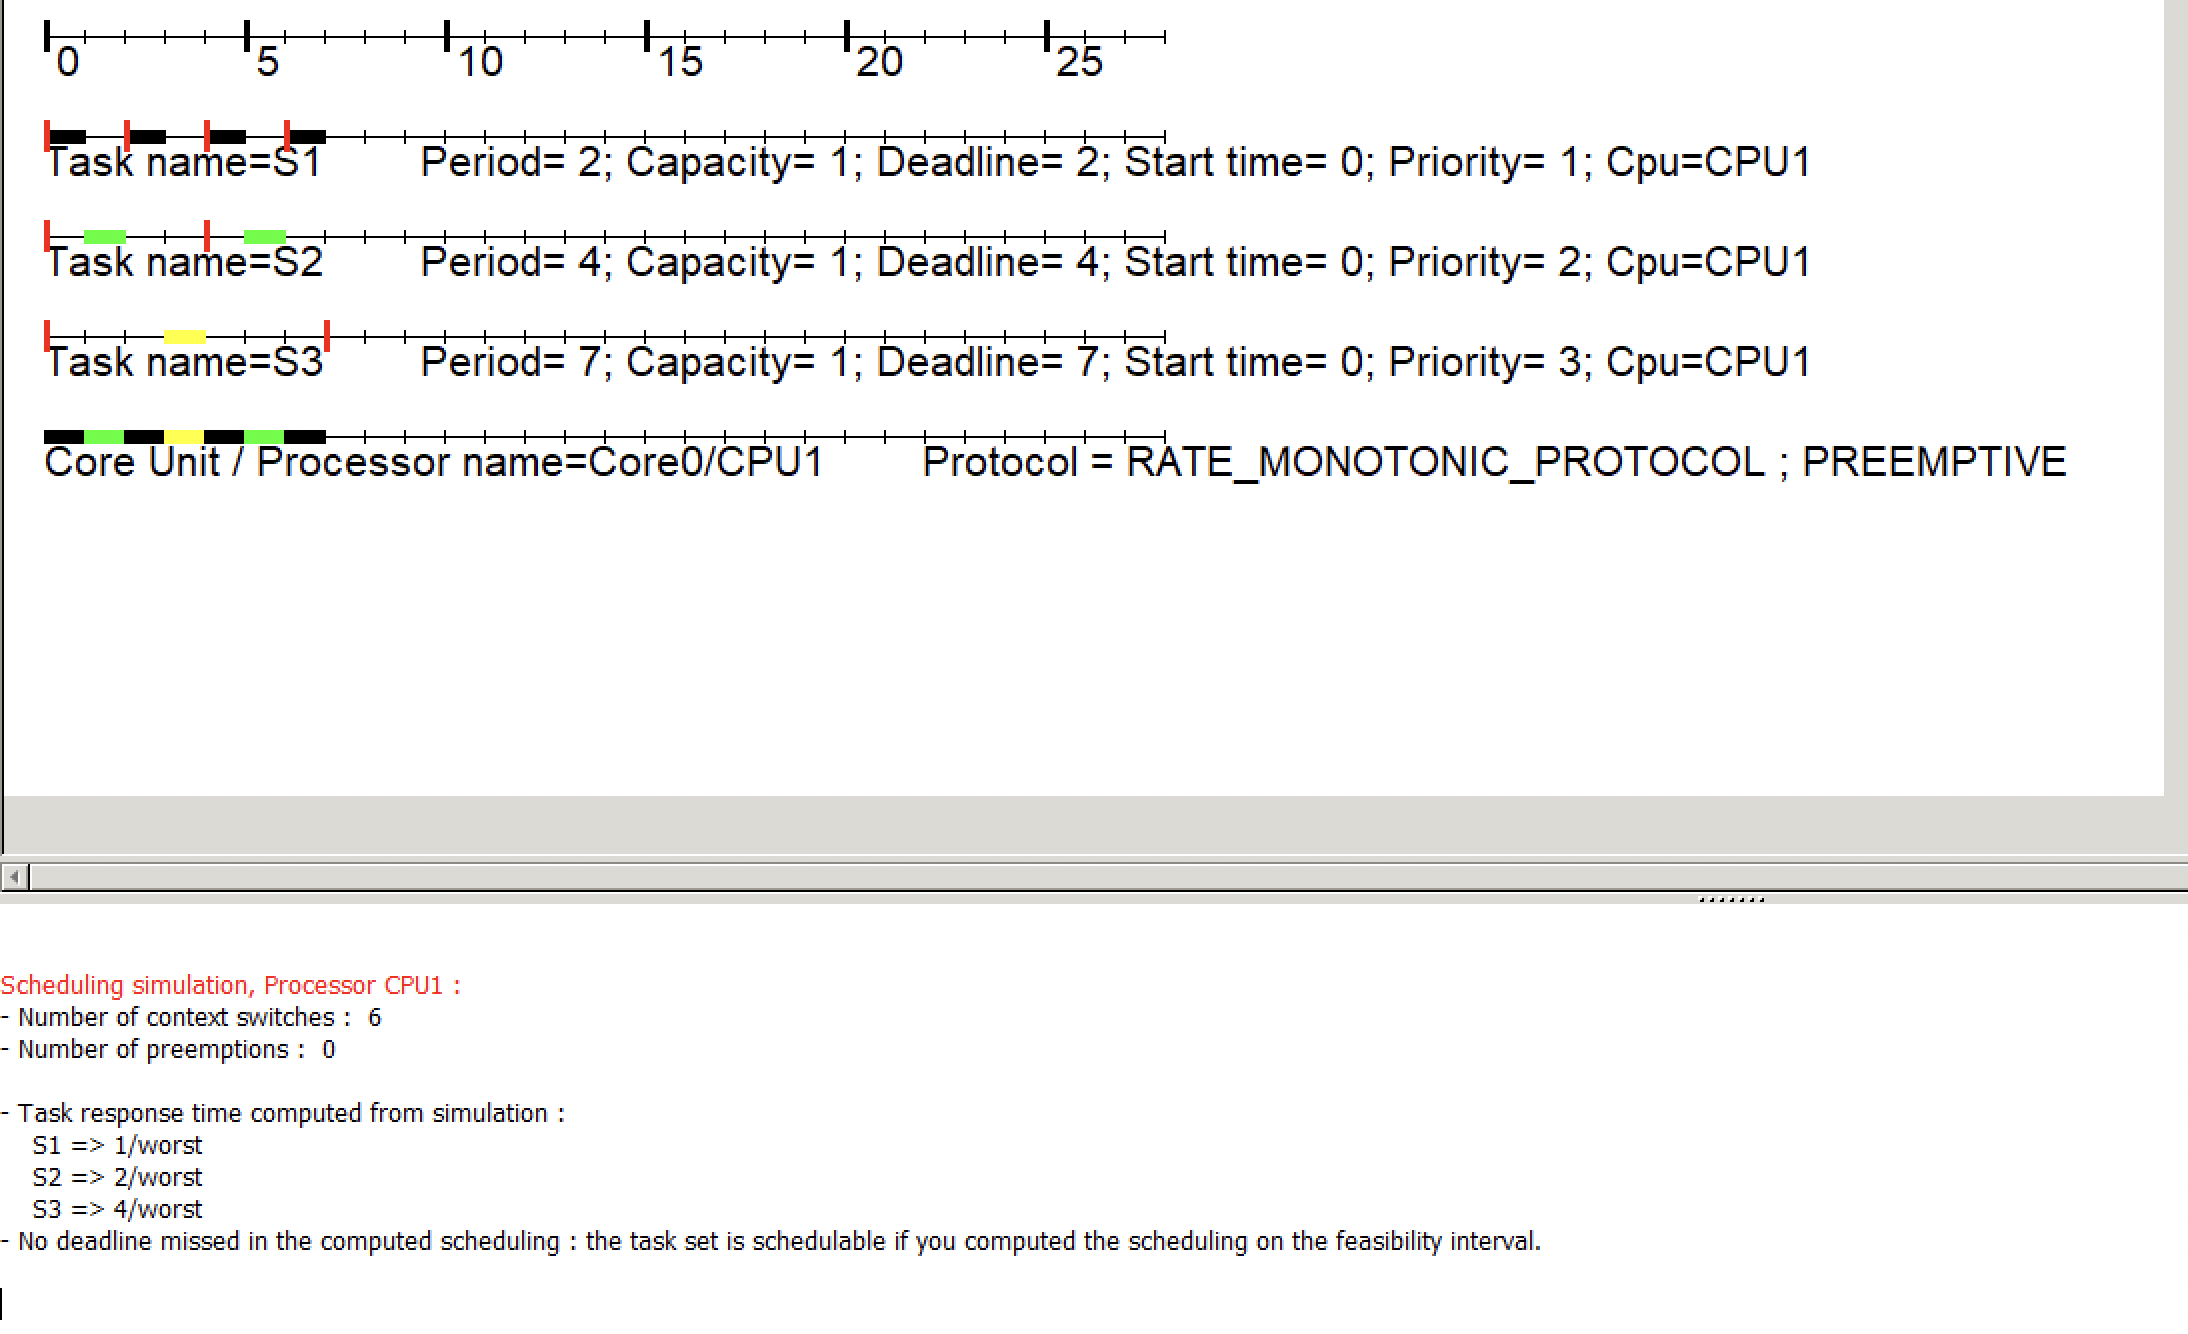 0 5 10 15 20 25
Task name=S1 Period= 2; Capacity= 1; Deadline= 2; Start time= 0; Priority= 1; Cpu=CPU1
Task name=S2 Period= 4; Capacity= 1; Deadline= 4; Start time= 0; Priority= 2; Cpu=CPU1
Task name=S3 Period= 7; Capacity= 1; Deadline= 7; Start time= 0; Priority= 3; Cpu=CPU1
Core Unit / Processor name=Core0/CPU1 Protocol = RATE_MONOTONIC_PROTOCOL ; PREEMPTIVE
Scheduling simulation, Processor CPU1 :
- Number of context switches : 6
- Number of preemptions : 0
- Task response time computed from simulation :
S1 => 1/worst
S2 => 2/worst
S3 => 4/worst
- No deadline missed in the computed scheduling : the task set is schedulable if you computed the scheduling on the feasibility interval.